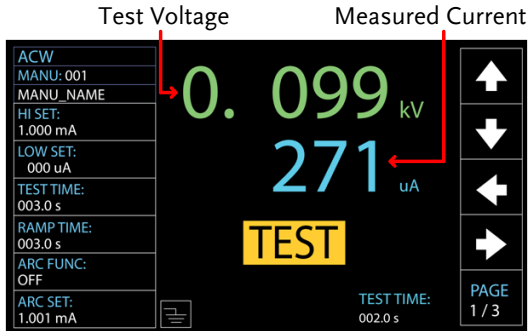 Test Voltage
Measured Current
ACW
MANU: 001
MANU_NAME
HI SET:
1.000 mA
LOW SET:
000 uA
TEST TIME:
003.0 s
RAMP TIME:
003.0 s
ARC FUNC:
OFF
ARC SET:
1.001 mA
0. 099 kV
271 uA
TEST
TEST TIME:
002.0 s
PAGE
1 / 3